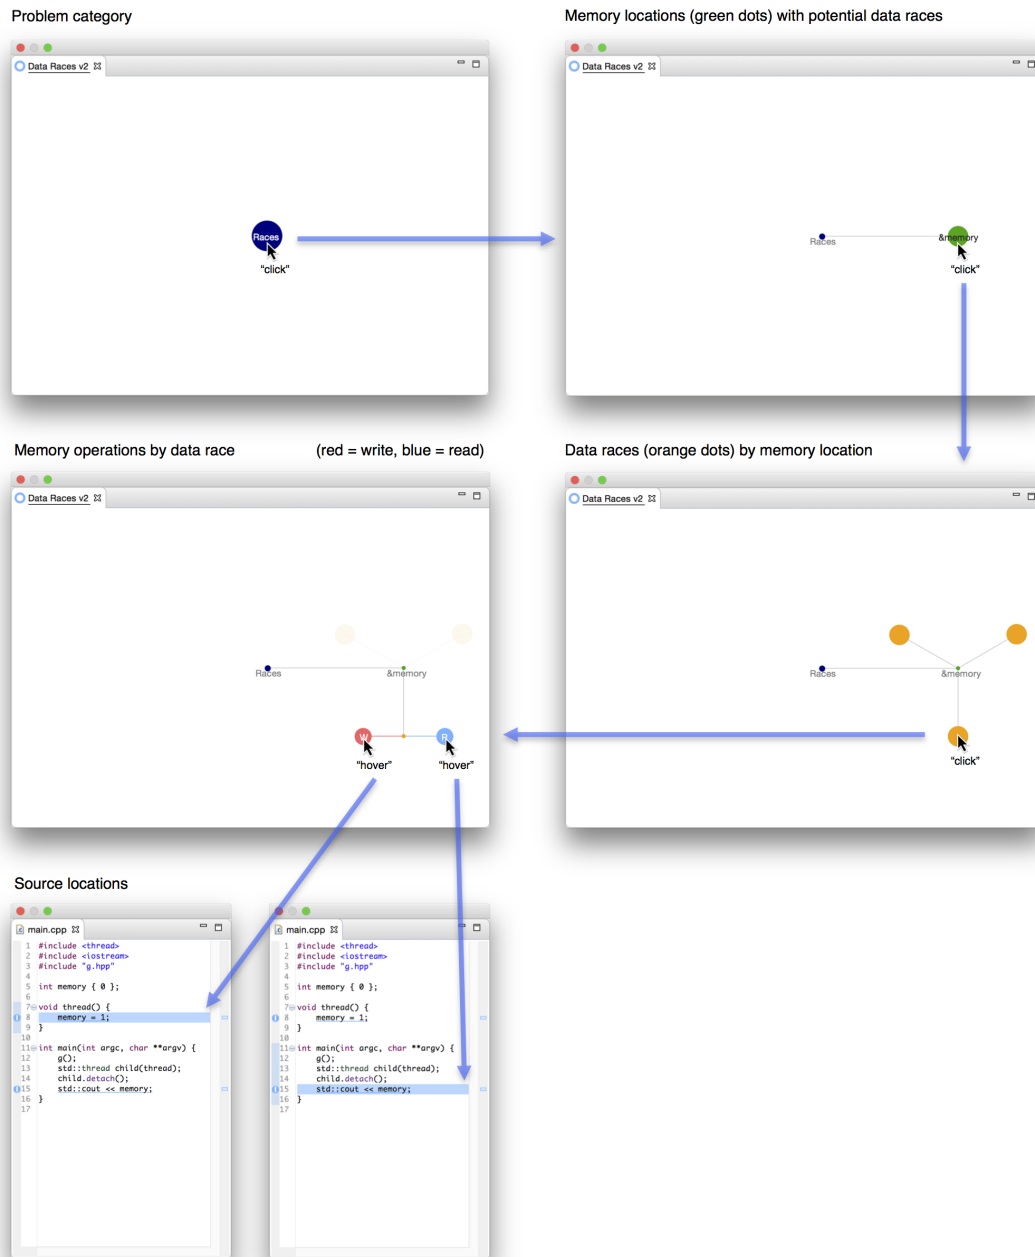 Problem category
Memory locations (green dots) with potential data races
Data Races v2
Data Races v2
Races
"click"
Races
&memory
"click"
Memory operations by data race (red = write, blue = read)
Data races (orange dots) by memory location
Data Races v2
Data Races v2
Races
&memory
W
R
"hover"
"hover"
Races
&memory
"click"
Source locations
main.cpp
1 #include <thread>
2 #include <iostream>
3 #include "g.hpp"
4
5 int memory { 0 };
6
7 void thread() {
8 memory = 1;
9 }
10
11 int main(int argc, char **argv) {
12 g();
13 std::thread child(thread);
14 child.detach();
15 std::cout << memory;
16 }
17
main.cpp
1 #include <thread>
2 #include <iostream>
3 #include "g.hpp"
4
5 int memory { 0 };
6
7 void thread() {
8 memory = 1;
9 }
10
11 int main(int argc, char **argv) {
12 g();
13 std::thread child(thread);
14 child.detach();
15 std::cout << memory;
16 }
17